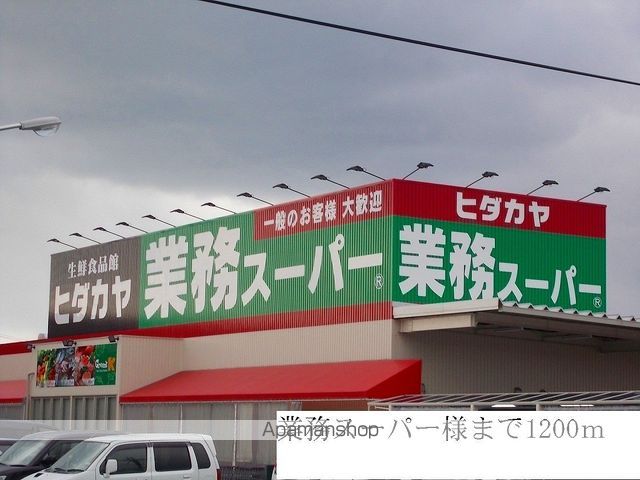 一般のお客様 大歓迎
ヒダカヤ
生鮮食品館
ヒダカヤ
業務スーパー®
業務スーパー®
Apamanshop
業務スーパー様まで1200m